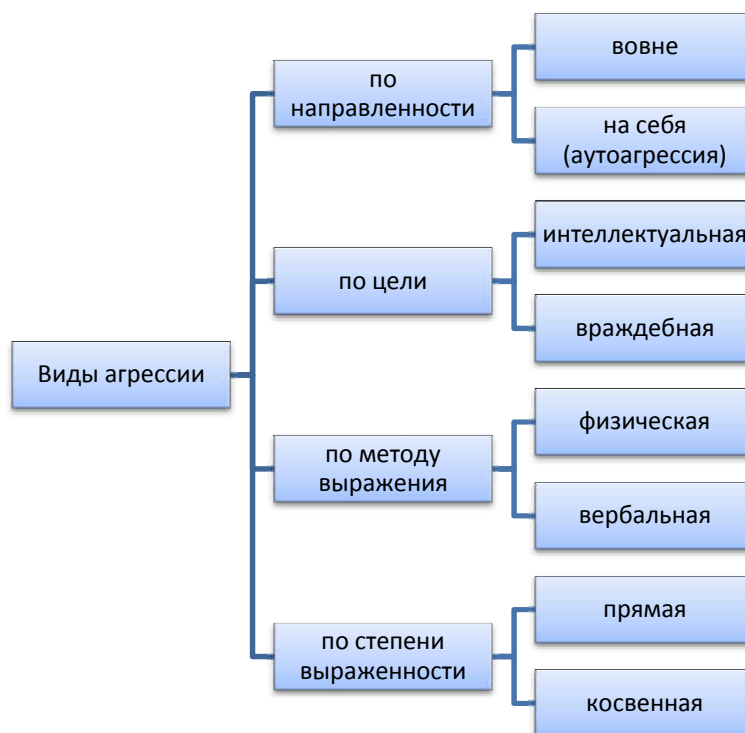 Виды агрессии
по
направленности
вовне
на себя
(аутоагрессия)
по цели
интеллектуальная
враждебная
по методу
выражения
физическая
вербальная
по степени
выраженности
прямая
косвенная